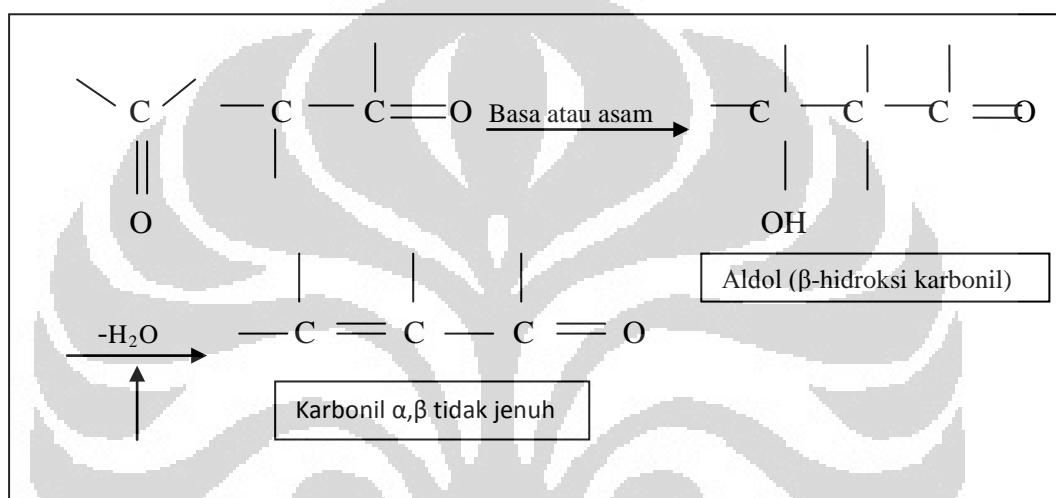 C C C O Basa atau asam C C C O
O OH
Aldol (β-hidroksi karbonil)
-H₂O C C C O
Karbonil α,β tidak jenuh